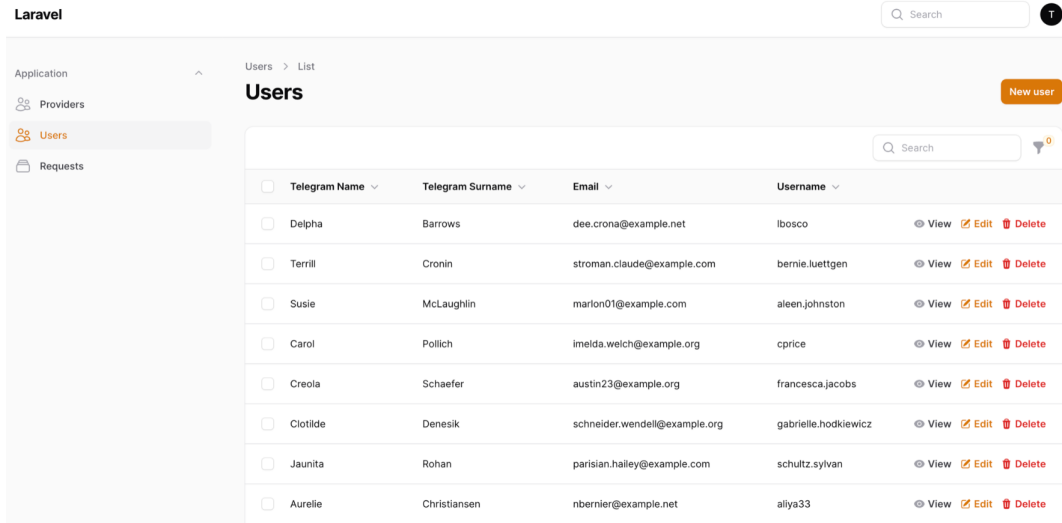 Laravel
Search
T
Application
Providers
Users
Requests
Users > List
Users
New user
Search
0
Telegram Name Telegram Surname Email Username
Delpha Barrows dee.crona@example.net lbosco View Edit Delete
Terrill Cronin stroman.claude@example.com bernie.luettgen View Edit Delete
Susie McLaughlin marlon01@example.com aleen.johnston View Edit Delete
Carol Pollich imelda.welch@example.org cprice View Edit Delete
Creola Schaefer austin23@example.org francesca.jacobs View Edit Delete
Clotilde Denesik schneider.wendell@example.org gabrielle.hodkiewicz View Edit Delete
Jaunita Rohan parisian.hailey@example.com schultz.sylvan View Edit Delete
Aurelie Christiansen nbernier@example.net aliya33 View Edit Delete